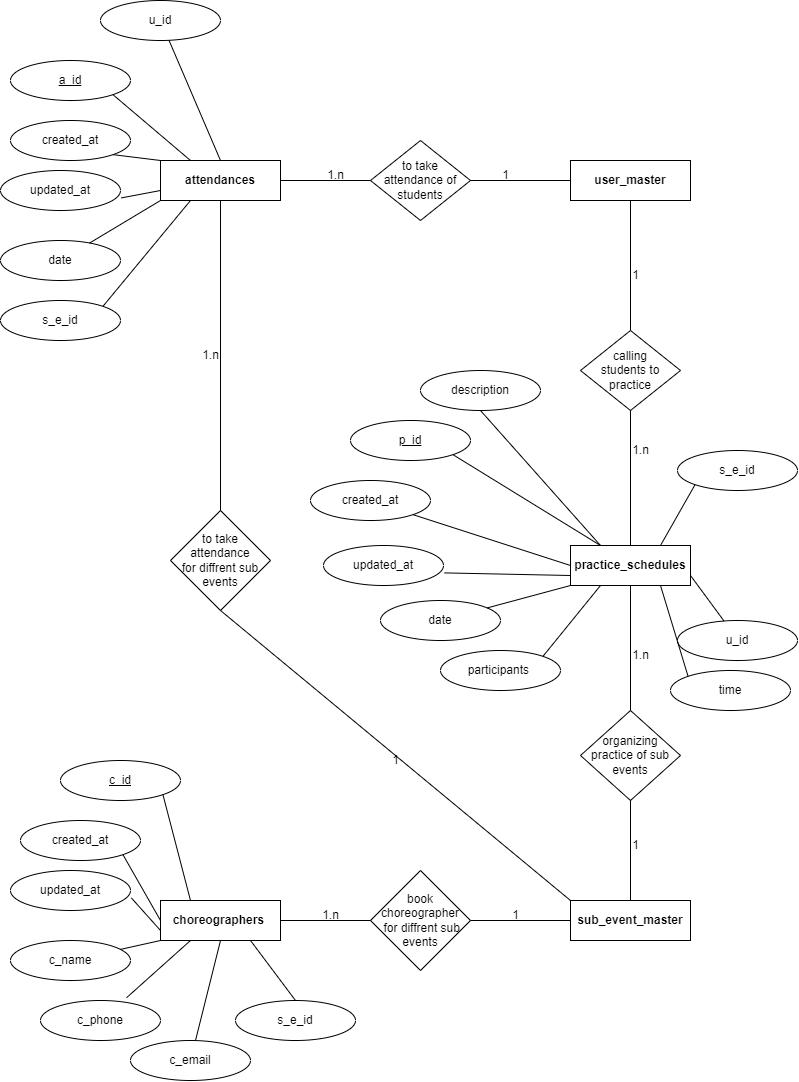 u_id
a_id
created_at
updated_at
date
s_e_id
attendances
1.n
to take
attendance of
students
1
user_master
1
calling
students to
practice
1.n
1.n
to take
attendance
for diffrent sub
events
1
description
p_id
created_at
updated_at
date
participants
practice_schedules
s_e_id
u_id
time
1.n
organizing
practice of sub
events
1
c_id
created_at
updated_at
c_name
c_phone
c_email
s_e_id
choreographers
1.n
book
choreographer
for diffrent sub
events
1
sub_event_master